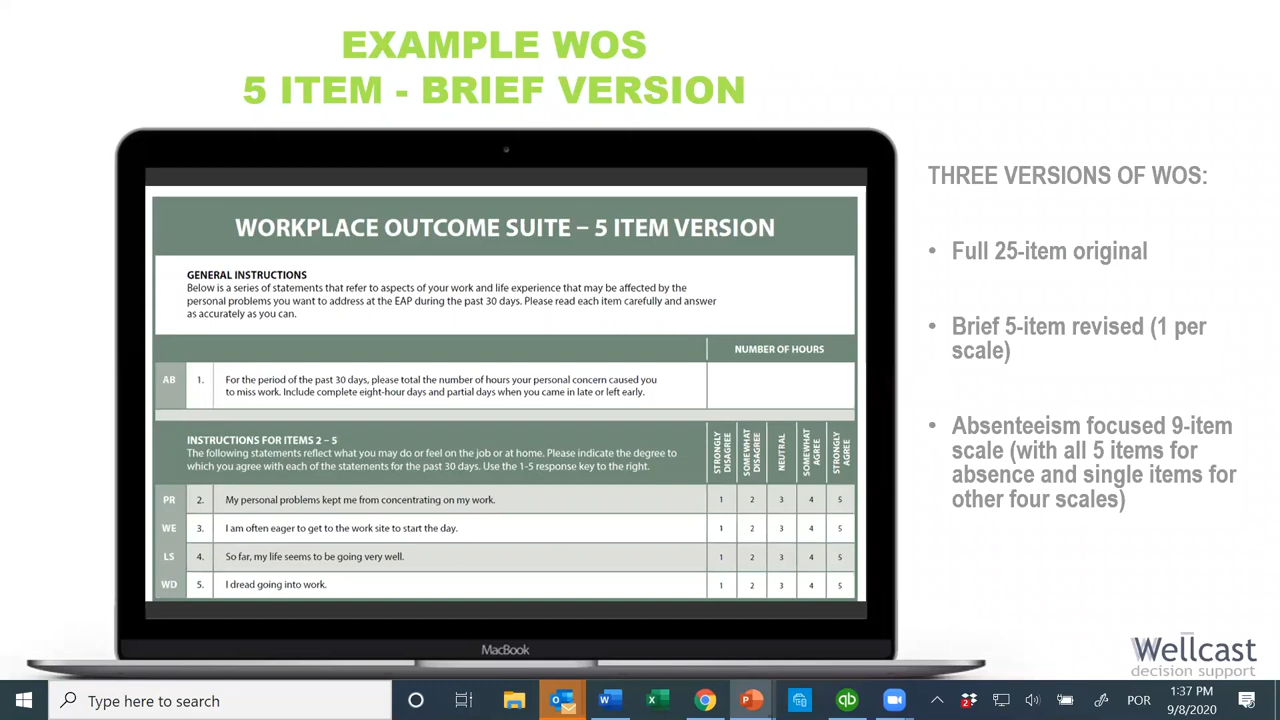 EXAMPLE WOS
5 ITEM - BRIEF VERSION
WORKPLACE OUTCOME SUITE – 5 ITEM VERSION
GENERAL INSTRUCTIONS
Below is a series of statements that refer to aspects of your work and life experience that may be affected by the
personal problems you want to address at the EAP during the past 30 days. Please read each item carefully and answer
as accurately as you can.
NUMBER OF HOURS
AB 1. For the period of the past 30 days, please total the number of hours your personal concern caused you
to miss work. Include complete eight-hour days and partial days when you came in late or left early.
INSTRUCTIONS FOR ITEMS 2 – 5
The following statements reflect what you may do or feel on the job or at home. Please indicate the degree to
which you agree with each of the statements for the past 30 days. Use the 1-5 response key to the right.
STRONGLY DISAGREE
SOMEWHAT DISAGREE
NEUTRAL
SOMEWHAT AGREE
STRONGLY AGREE
PR 2. My personal problems kept me from concentrating on my work. 1 2 3 4 5
WE 3. I am often eager to get to the work site to start the day. 1 2 3 4 5
LS 4. So far, my life seems to be going very well. 1 2 3 4 5
WD 5. I dread going into work. 1 2 3 4 5
MacBook
THREE VERSIONS OF WOS:
• Full 25-item original
• Brief 5-item revised (1 per
scale)
• Absenteeism focused 9-item
scale (with all 5 items for
absence and single items for
other four scales)
Wellcast
decision support
Type here to search
POR
1:37 PM
9/8/2020